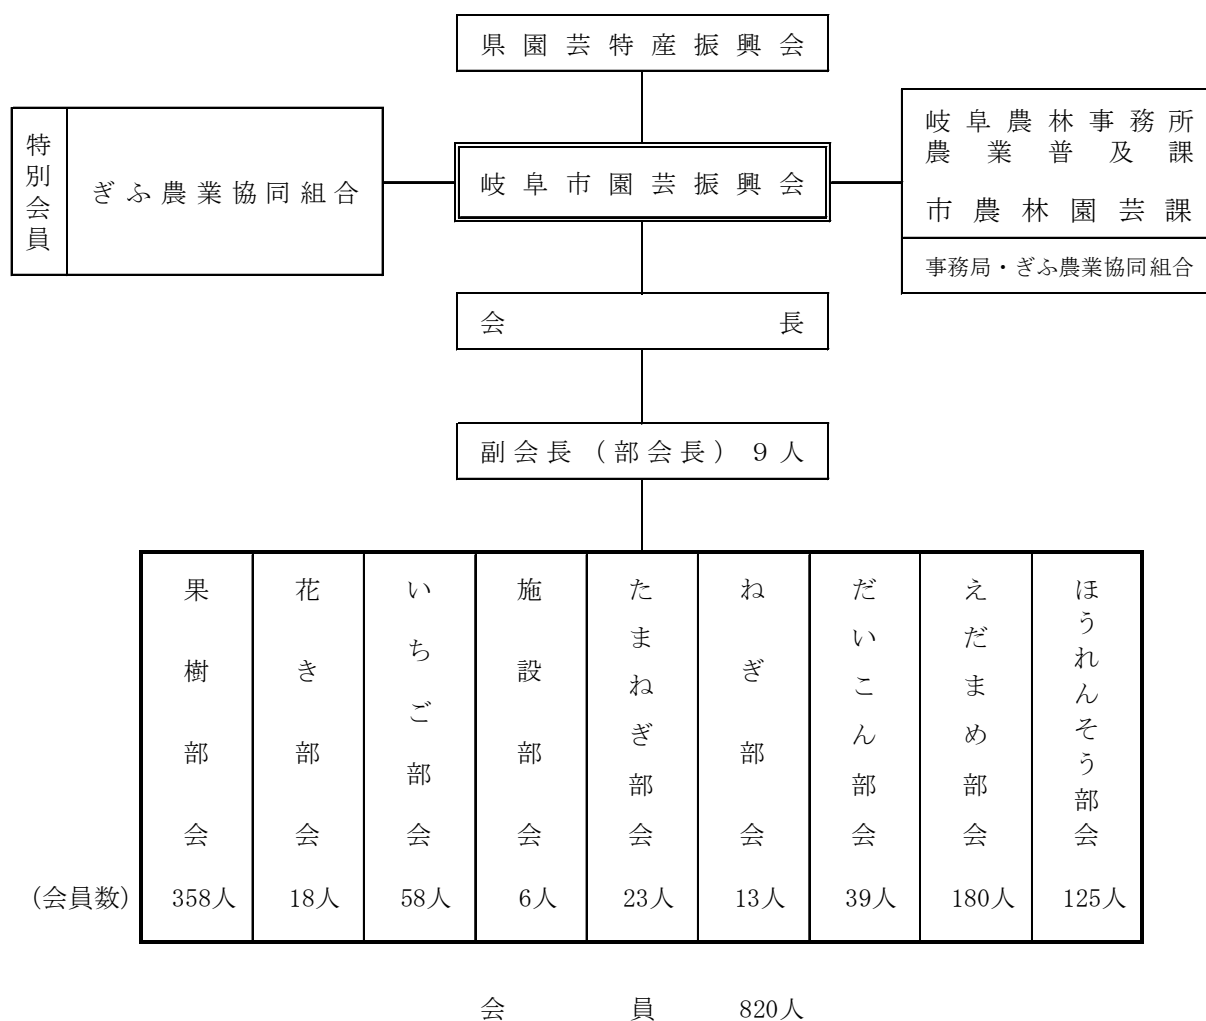 県園芸特産振興会
特別会員
ぎふ農業協同組合
岐阜市園芸振興会
岐阜農林事務所
農業普及課
市農林園芸課
事務局・ぎふ農業協同組合
会長
副会長（部会長）９人
果樹部会
花き部会
いちご部会
施設部会
たまねぎ部会
ねぎ部会
だいこん部会
えだまめ部会
ほうれんそう部会
(会員数) 358人 18人 58人 6人 23人 13人 39人 180人 125人
会員 820人